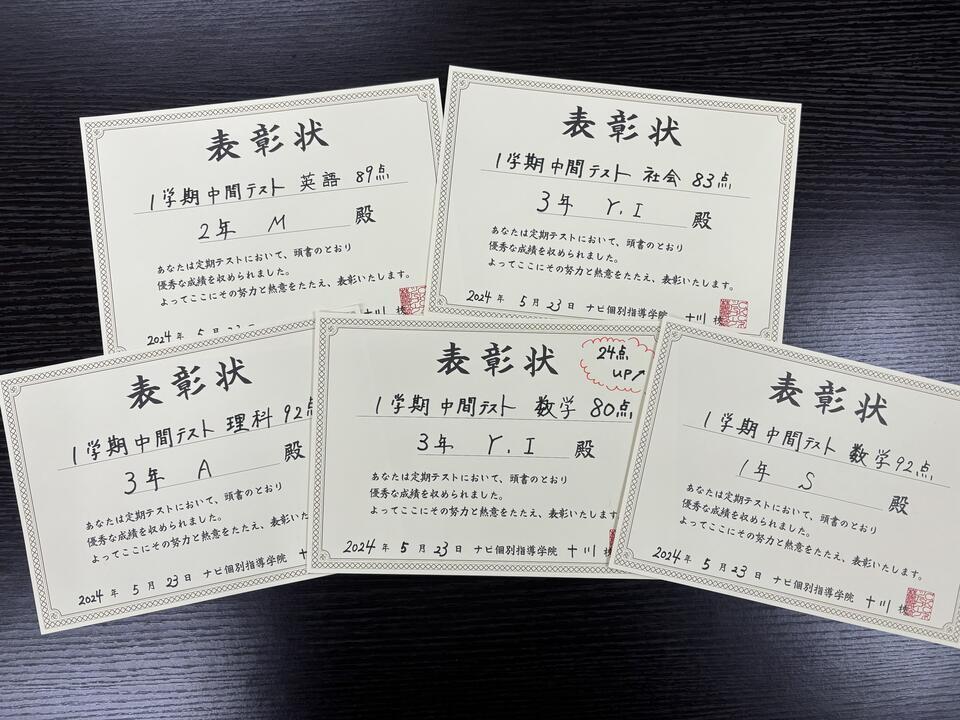 表彰状
1学期 中間テスト 英語 89点
2年 M 殿
あなたは定期テストにおいて、頭書のとおり
優秀な成績を収められました。
よってここにその努力と熱意をたたえ、表彰いたします。
2024年 5月23日 十川
表彰状
1学期 中間テスト 社会 83点
3年 Y.I 殿
あなたは定期テストにおいて、頭書のとおり
優秀な成績を収められました。
よってここにその努力と熱意をたたえ、表彰いたします。
2024年 5月23日 ナビ個別指導学院 十川
表彰状
1学期 中間テスト 理科 92点
3年 A 殿
あなたは定期テストにおいて、頭書のとおり
優秀な成績を収められました。
よってここにその努力と熱意をたたえ、表彰いた
2024年 5月23日 ナビ個別指導学院
表彰状
24点
UP↗
1学期 中間テスト 数学 80点
3年 Y.I 殿
あなたは定期テストにおいて、頭書のとおり
優秀な成績を収められました。
よってここにその努力と熱意をたたえ、表彰いたします
2024年 5月23日 ナビ個別指導学院 十川
表彰状
1学期 中間テスト 数学92点
1年 S 殿
あなたは定期テストにおいて、頭書のとおり
優秀な成績を収められました。
よってここにその努力と熱意をたたえ、表彰いたします。
2024年 5月23日 ナビ個別指導学院 十川